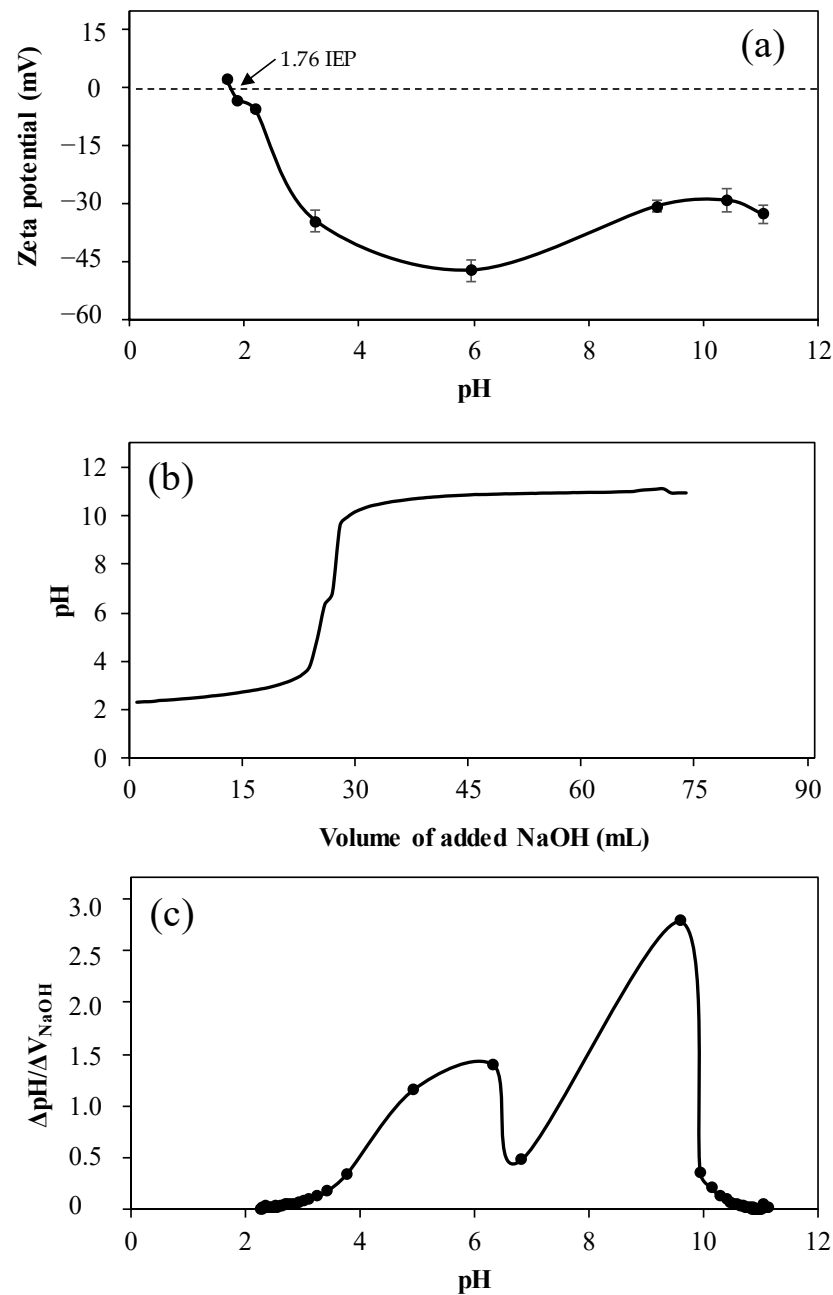 (a)
1.76 IEP
Zeta potential (mV)
15
0
−15
−30
−45
−60
0 2 4 6 8 10 12
pH
(b)
pH
12
10
8
6
4
2
0
0 15 30 45 60 75 90
Volume of added NaOH (mL)
(c)
ΔpH/ΔV_NaOH
3.0
2.5
2.0
1.5
1.0
0.5
0
0 2 4 6 8 10 12
pH